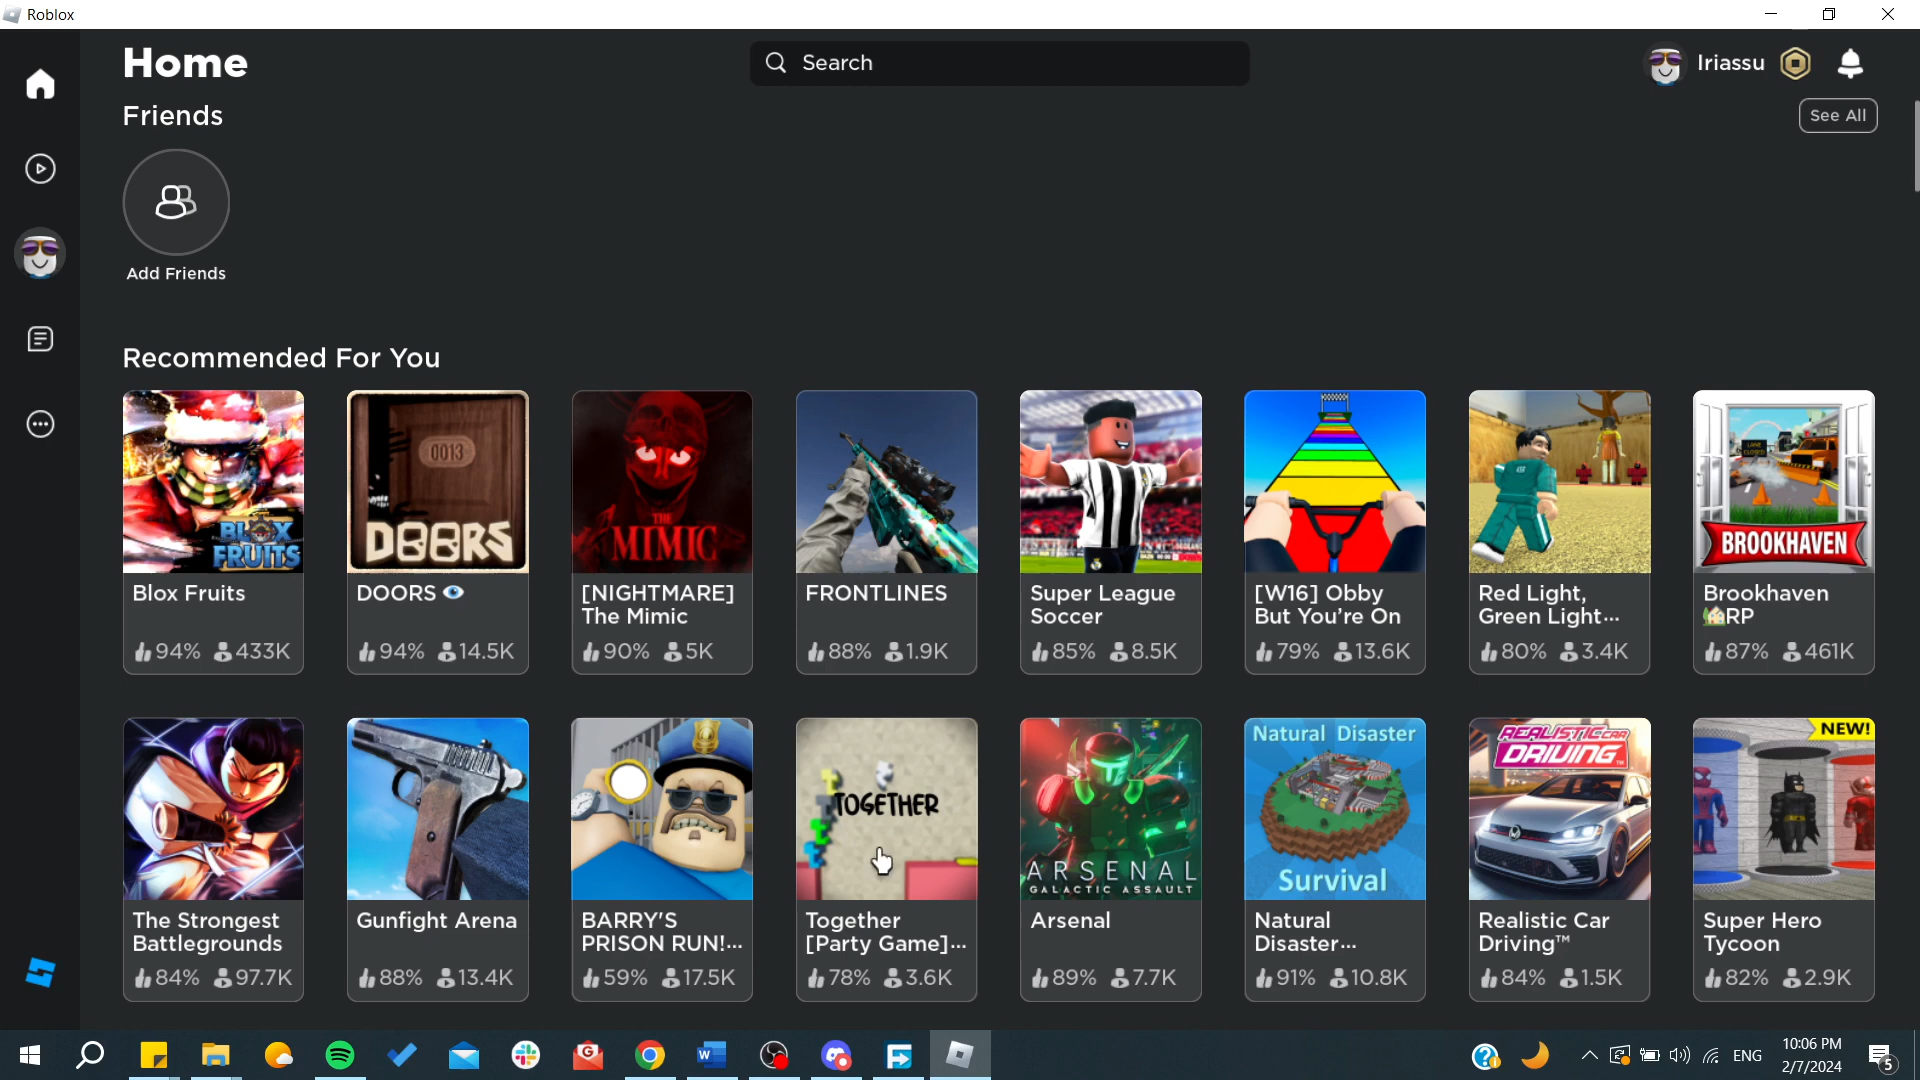 Roblox
Home
Search
Iriassu
Friends
See All
Add Friends
Recommended For You
0013
BLOX
FRUITS
DOORS
THE
MIMIC
LANE
CLOSED
BROOKHAVEN
Blox Fruits
94% 433K
DOORS 👁
94% 14.5K
[NIGHTMARE]
The Mimic
90% 5K
FRONTLINES
88% 1.9K
Super League
Soccer
85% 8.5K
[W16] Obby
But You're On
79% 13.6K
Red Light,
Green Light...
80% 3.4K
Brookhaven
🏡RP
87% 461K
TOGETHER
ARSENAL
GALACTIC ASSAULT
Natural Disaster
Survival
REALISTIC CAR
DRIVING™
NEW!
The Strongest
Battlegrounds
84% 97.7K
Gunfight Arena
88% 13.4K
BARRY'S
PRISON RUN!...
59% 17.5K
Together
[Party Game]...
78% 3.6K
Arsenal
89% 7.7K
Natural
Disaster...
91% 10.8K
Realistic Car
Driving™
84% 1.5K
Super Hero
Tycoon
82% 2.9K
ENG
10:06 PM
2/7/2024
5